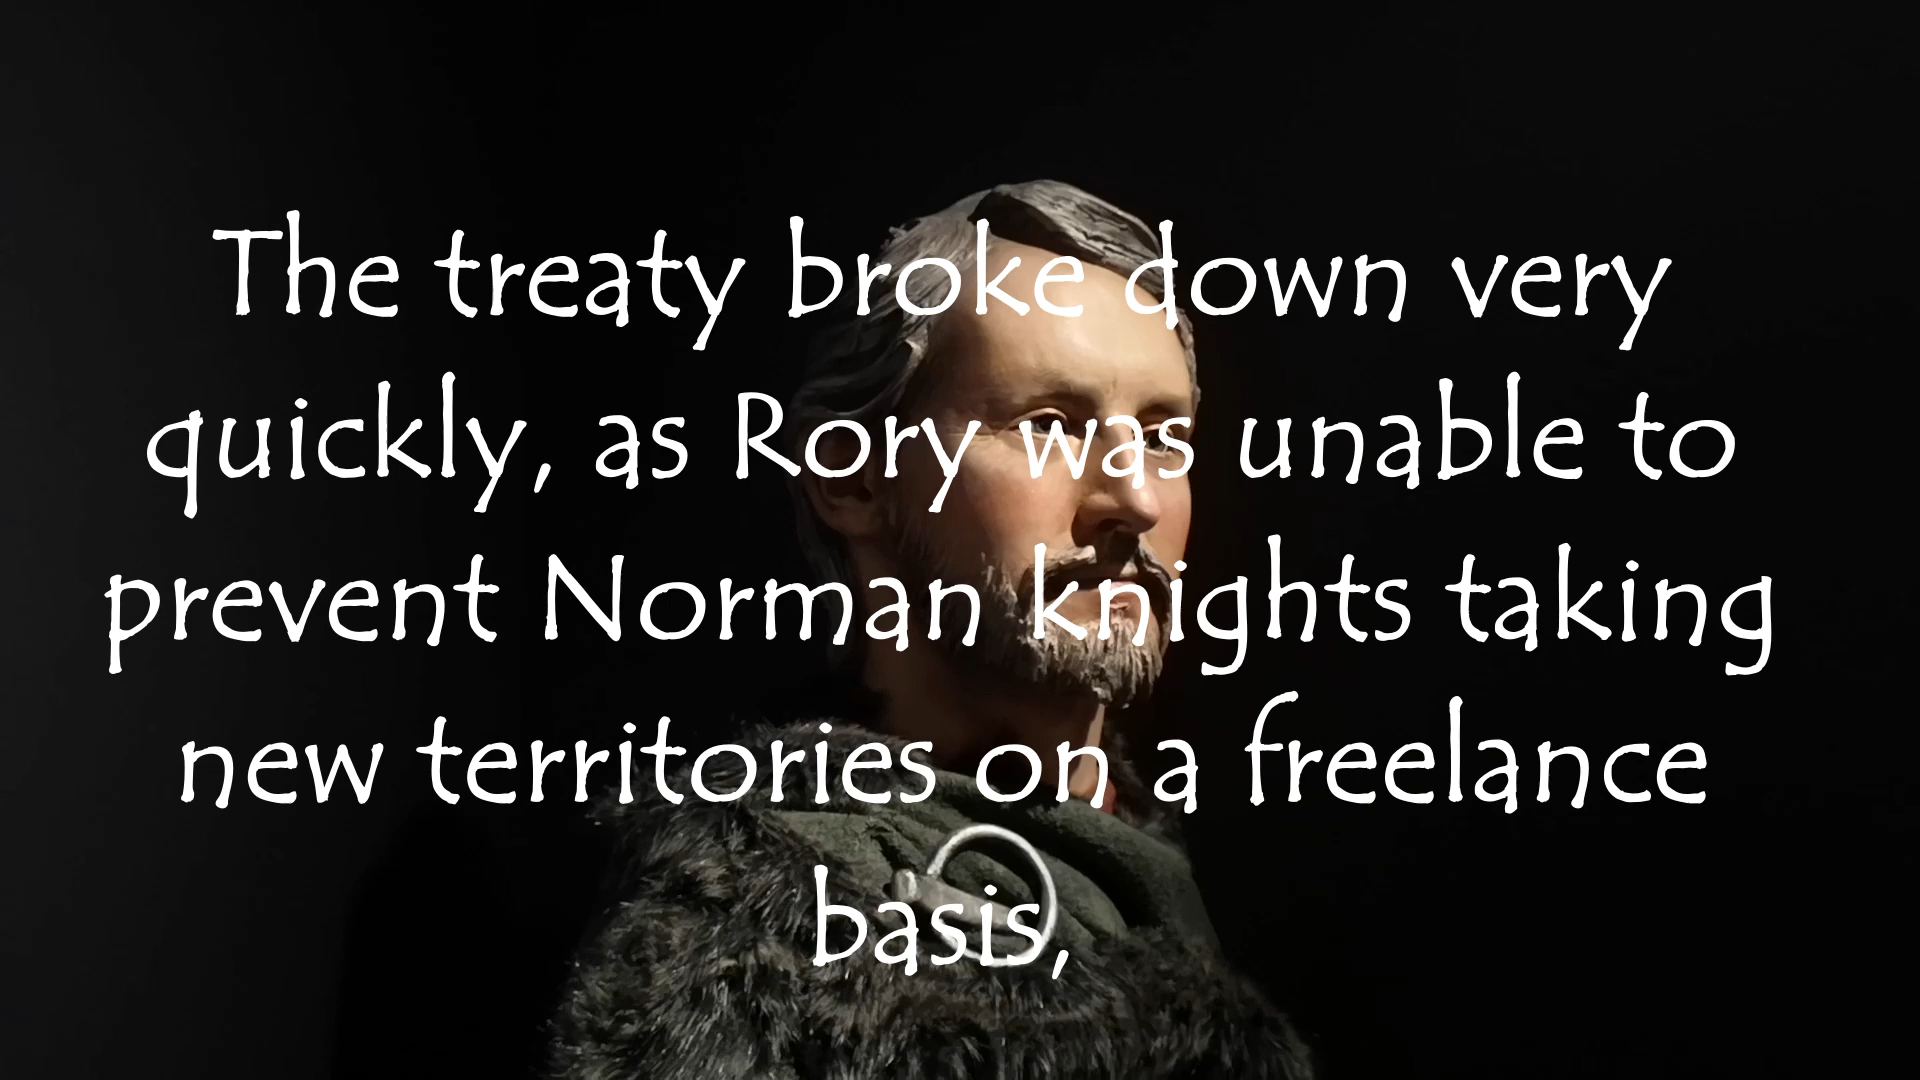 The treaty broke down very
quickly, as Rory was unable to
prevent Norman knights taking
new territories on a freelance
basis,